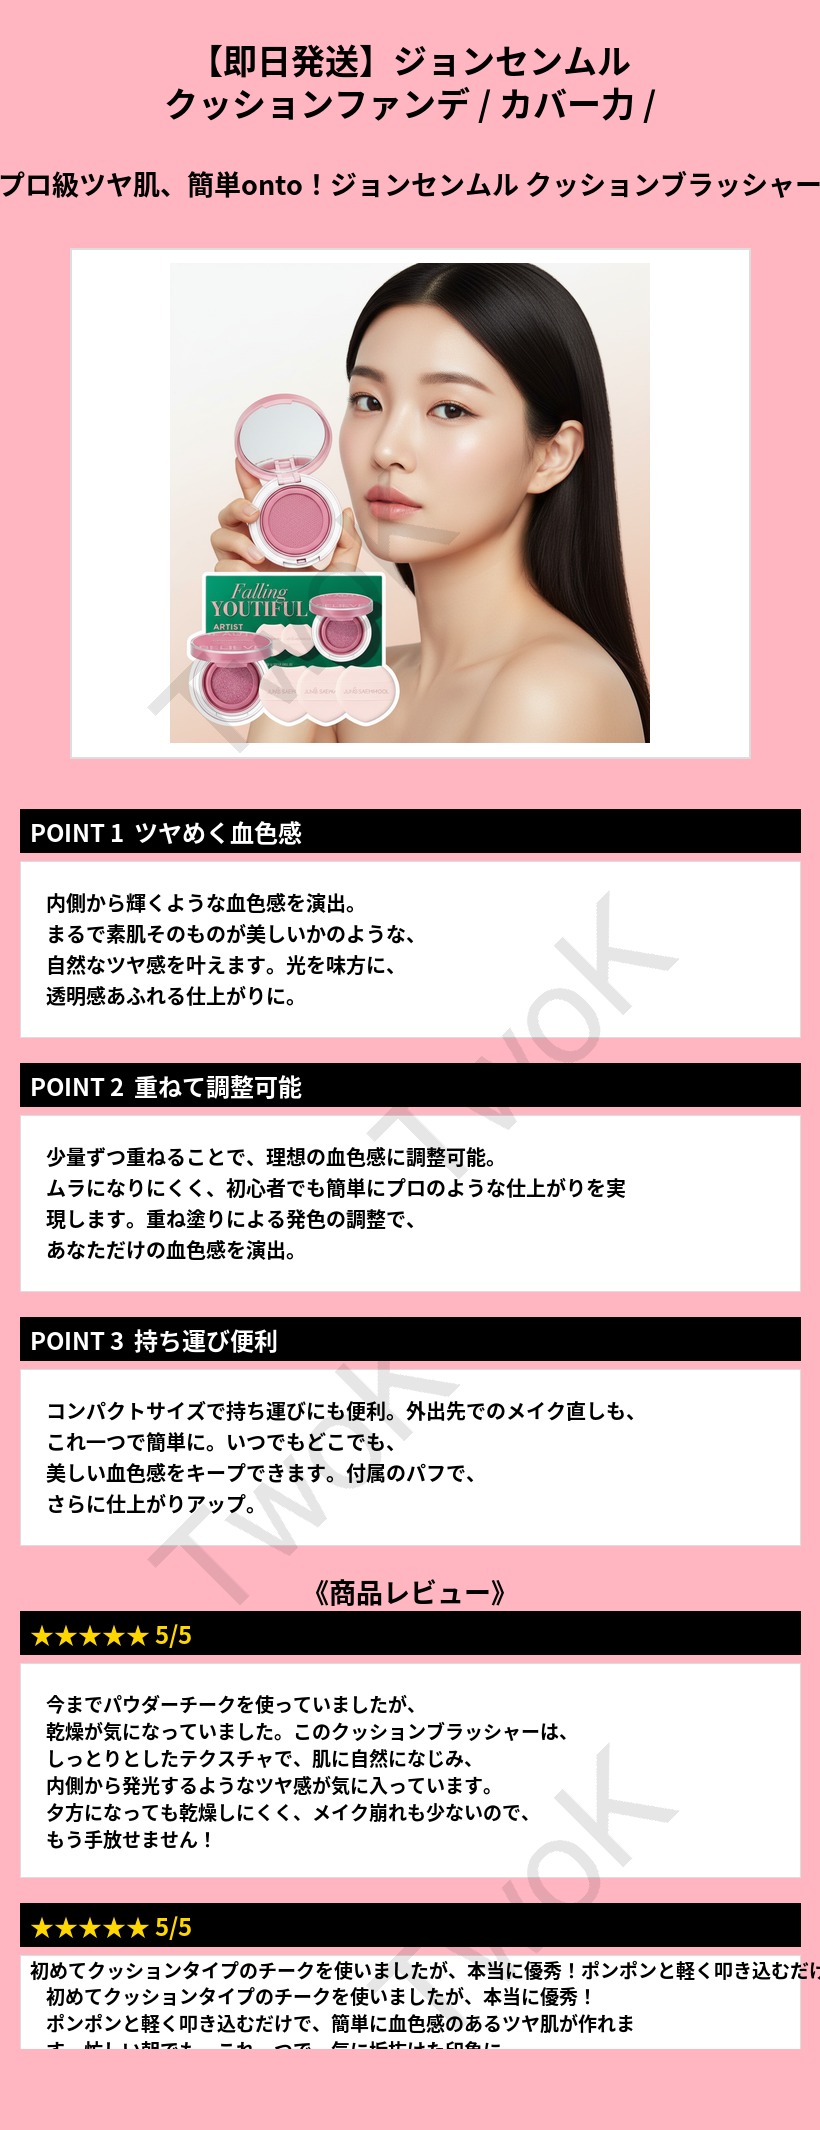 【即日発送】ジョンセンムル
クッションファンデ / カバー力 /
プロ級ツヤ肌、簡単onto！ジョンセンムル クッションブラッシャー
Falling
YOUTIFUL
ARTIST
JUNG SAEMMOOL
TwoK
POINT 1 ツヤめく血色感
内側から輝くような血色感を演出。
まるで素肌そのものが美しいかのような、
自然なツヤ感を叶えます。光を味方に、
透明感あふれる仕上がりに。
TwoK
POINT 2 重ねて調整可能
少量ずつ重ねることで、理想の血色感に調整可能。
ムラになりにくく、初心者でも簡単にプロのような仕上がりを実
現します。重ね塗りによる発色の調整で、
あなただけの血色感を演出。
POINT 3 持ち運び便利
コンパクトサイズで持ち運びにも便利。外出先でのメイク直しも、
これ一つで簡単に。いつでもどこでも、
美しい血色感をキープできます。付属のパフで、
さらに仕上がりアップ。
TwoK
《商品レビュー》
★★★★★ 5/5
今までパウダーチークを使っていましたが、
乾燥が気になっていました。このクッションブラッシャーは、
しっとりとしたテクスチャで、肌に自然になじみ、
内側から発光するようなツヤ感が気に入っています。
夕方になっても乾燥しにくく、メイク崩れも少ないので、
もう手放せません！
TwoK
★★★★★ 5/5
初めてクッションタイプのチークを使いましたが、本当に優秀！ポンポンと軽く叩き込むだけ
初めてクッションタイプのチークを使いましたが、本当に優秀！
ポンポンと軽く叩き込むだけで、簡単に血色感のあるツヤ肌が作れま
す。忙しい朝でも、これ一つで一気に垢抜けた印象に